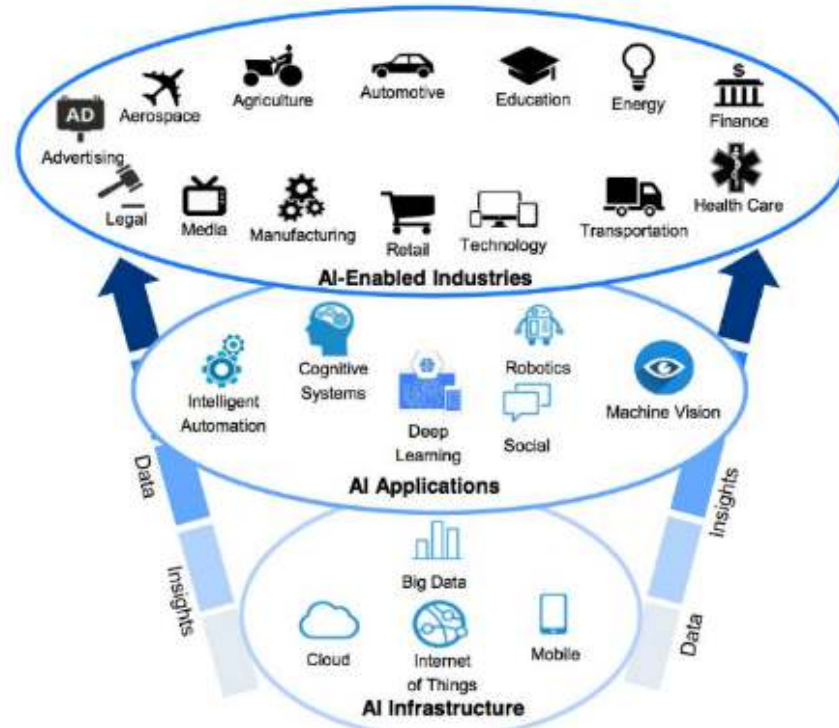 AD
Advertising
Aerospace
Agriculture
Automotive
Education
Energy
$
Finance
Legal
Media
Manufacturing
Retail
Technology
Transportation
Health Care
AI-Enabled Industries
Intelligent
Automation
Cognitive
Systems
Deep
Learning
Robotics
Social
Machine Vision
AI Applications
Data
Insights
Insights
Data
Big Data
Cloud
Internet
of Things
Mobile
AI Infrastructure